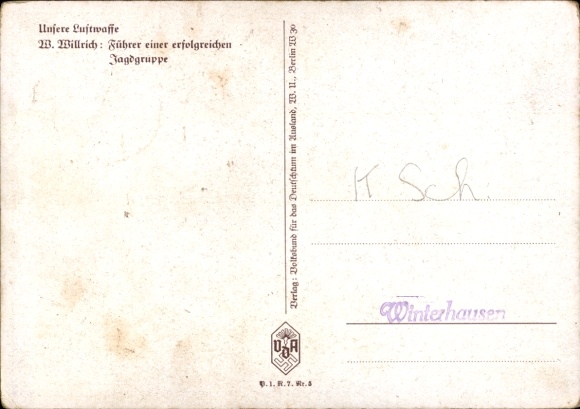 Unsere Luftwaffe
W. Willrich: Führer einer erfolgreichen
Jagdgruppe
Verlag: Volksbund für das Deutschtum im Ausland, W. U., Berlin W 30
K Sch.
Winterhausen
VDA
P. 1. R. 7. Nr. 8